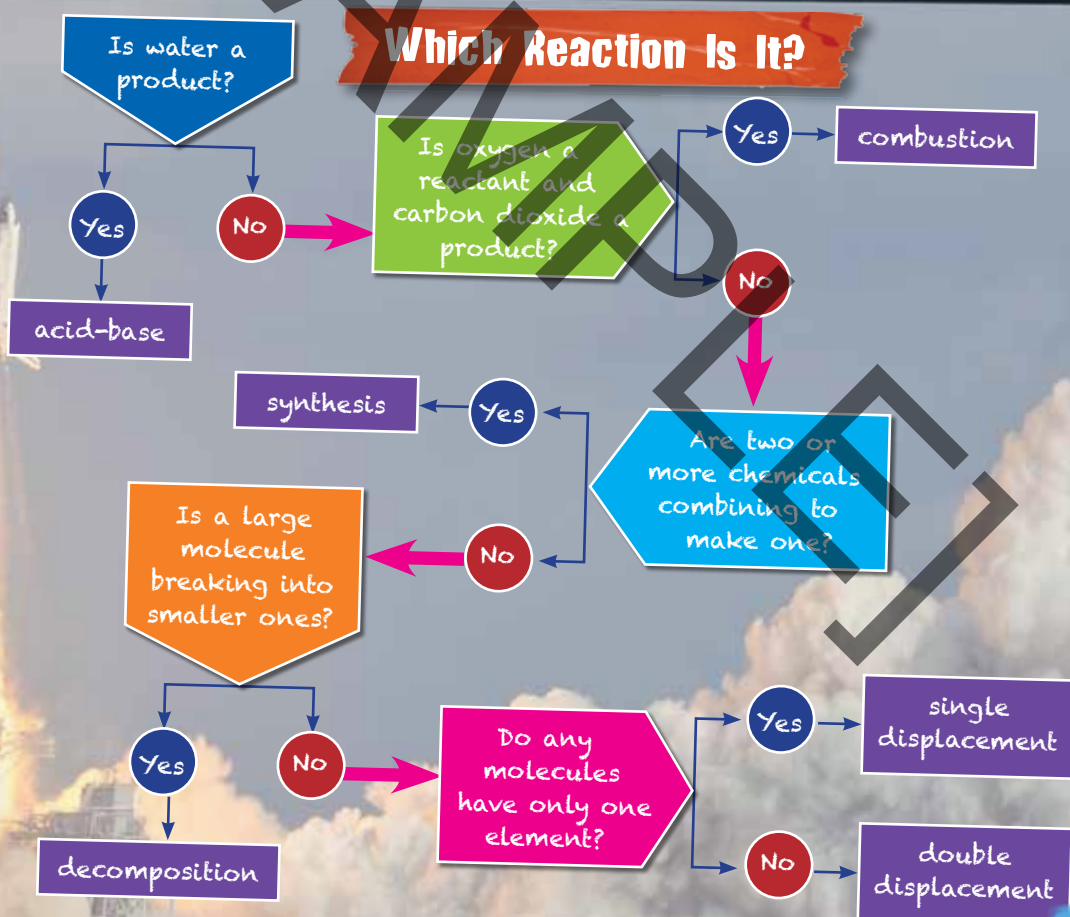 Which Reaction Is It?
Is water a
product?
Yes
No
acid-base
Is oxygen a
reactant and
carbon dioxide a
product?
Yes
combustion
No
Are two or
more chemicals
combining to
make one?
Yes
synthesis
No
Is a large
molecule
breaking into
smaller ones?
Yes
decomposition
No
Do any
molecules
have only one
element?
Yes
single
displacement
No
double
displacement